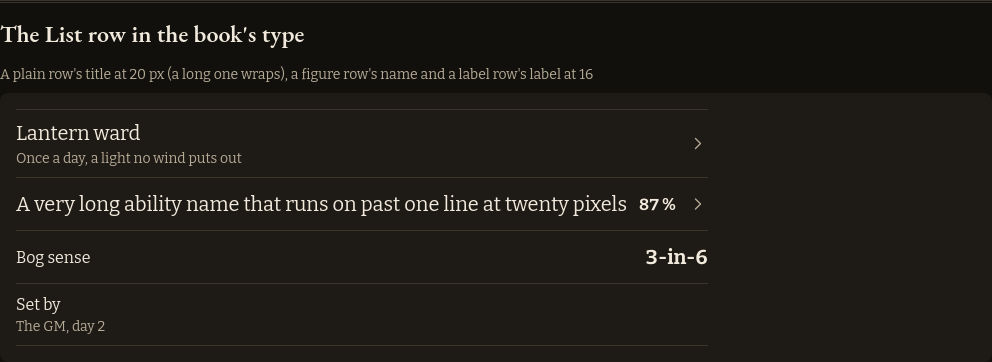 The List row in the book's type
A plain row's title at 20 px (a long one wraps), a figure row's name and a label row's label at 16
Lantern ward
Once a day, a light no wind puts out
A very long ability name that runs on past one line at twenty pixels 87 %
Bog sense 3-in-6
Set by
The GM, day 2